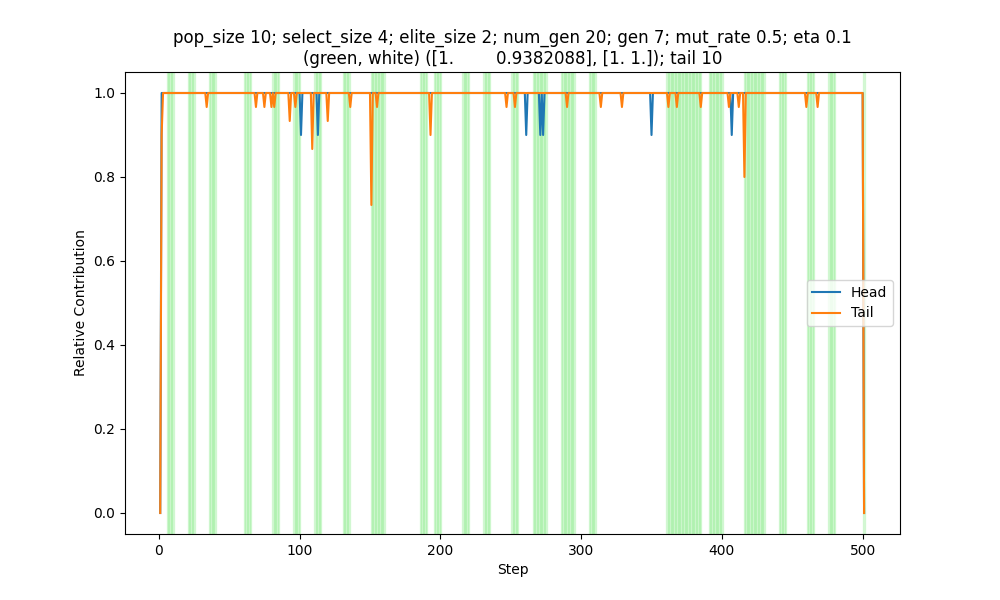 pop_size 10; select_size 4; elite_size 2; num_gen 20; gen 7; mut_rate 0.5; eta 0.1
(green, white) ([1.        0.9382088], [1. 1.]); tail 10
1.0
0.8
0.6
0.4
0.2
0.0
Relative Contribution
Head
Tail
0
100
200
300
400
500
Step